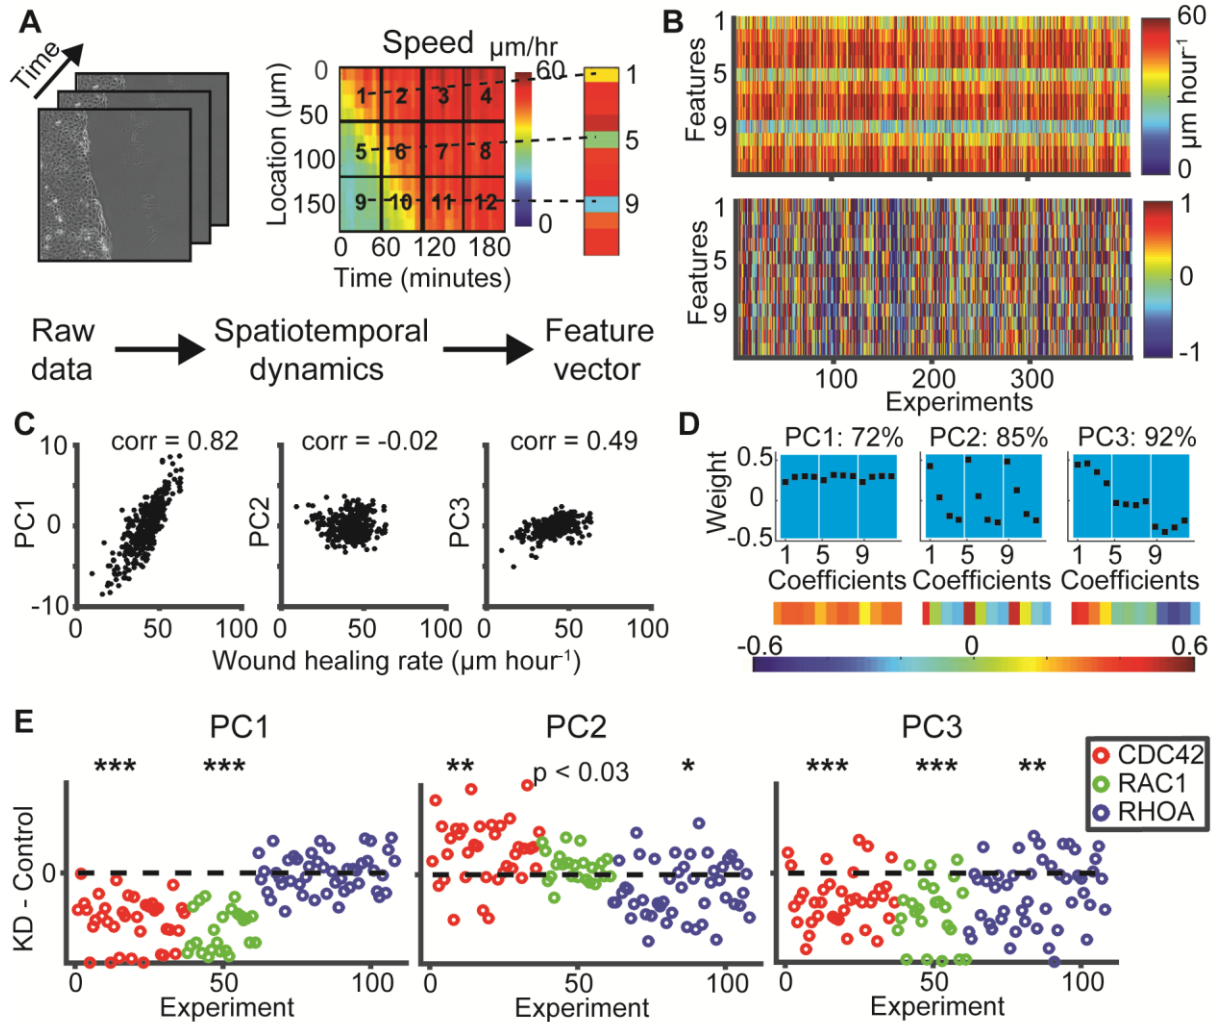 A
Time
Speed
μm/hr
Location (μm)
0
50
100
150
1 2 3 4
5 6 7 8
9 10 11 12
0 60 120 180
Time (minutes)
60
0
1
5
9
Raw
data
Spatiotemporal
dynamics
Feature
vector
B
Features
1
5
9
60
0
μm hour⁻¹
Features
1
5
9
1
0
-1
100 200 300
Experiments
C
corr = 0.82
corr = -0.02
corr = 0.49
PC1
10
0
-10
PC2
PC3
0 50 100
0 50 100
0 50 100
Wound healing rate (μm hour⁻¹)
D
PC1: 72%
PC2: 85%
PC3: 92%
Weight
0.5
0
-0.5
1 5 9
1 5 9
1 5 9
Coefficients
Coefficients
Coefficients
-0.6 0 0.6
E
PC1
PC2
PC3
*** ***
** p < 0.03 *
*** *** **
CDC42
RAC1
RHOA
KD - Control
0
0 50 100
0 50 100
0 50 100
Experiment
Experiment
Experiment